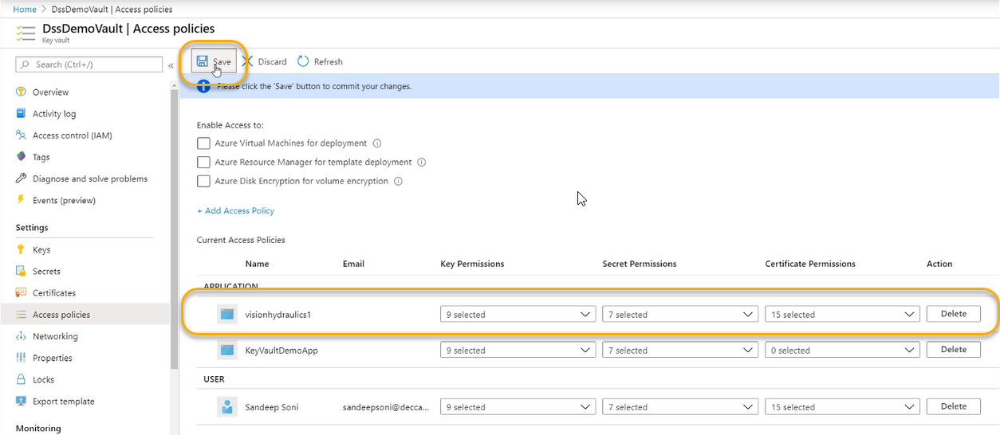 Home > DssDemoVault | Access policies
DssDemoVault | Access policies
Key vault
Search (Ctrl+/)
«
Save
Discard
Refresh
Please click the 'Save' button to commit your changes.
Overview
Activity log
Access control (IAM)
Tags
Diagnose and solve problems
Events (preview)
Settings
Keys
Secrets
Certificates
Access policies
Networking
Properties
Locks
Export template
Monitoring
Enable Access to:
Azure Virtual Machines for deployment
Azure Resource Manager for template deployment
Azure Disk Encryption for volume encryption
+ Add Access Policy
Current Access Policies
Name Email Key Permissions Secret Permissions Certificate Permissions Action
APPLICATION
visionhydraulics1 9 selected 7 selected 15 selected Delete
KeyVaultDemoApp 9 selected 7 selected 0 selected Delete
USER
Sandeep Soni sandeepsoni@decca... 9 selected 7 selected 15 selected Delete